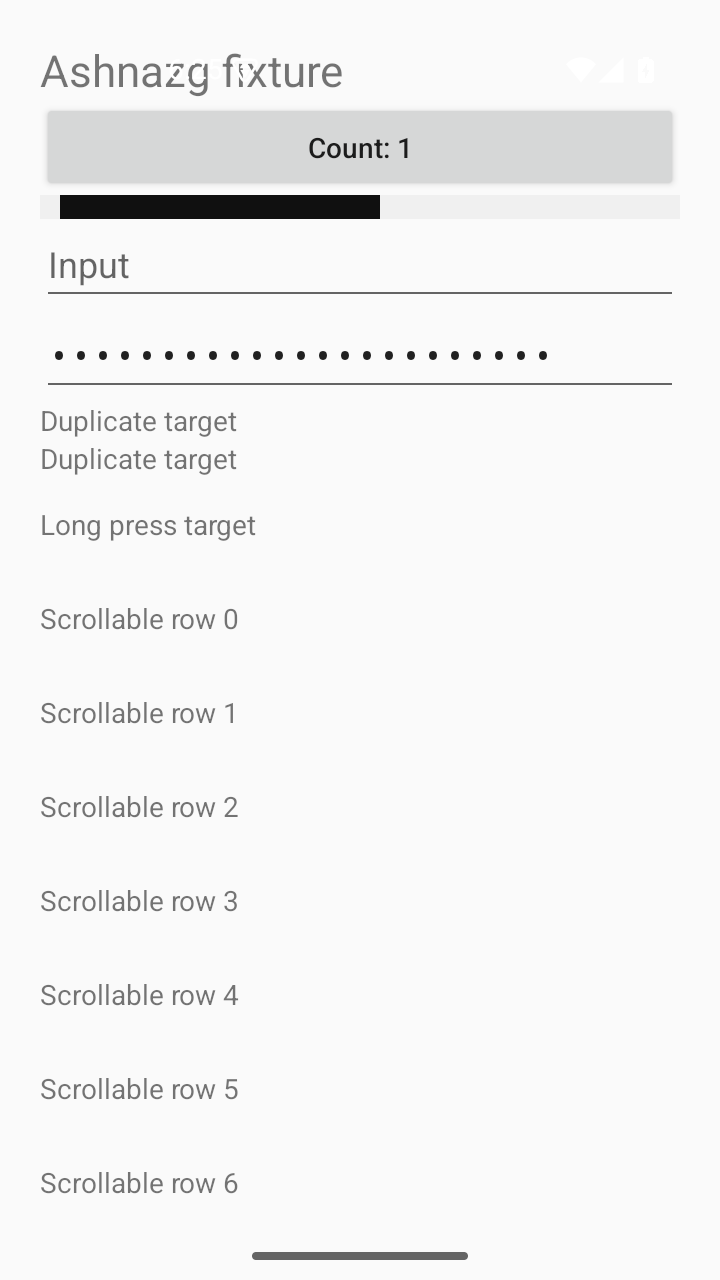 Ashnazg fixture
Count: 1
Input
•••••••••••••••••••••••
Duplicate target
Duplicate target
Long press target
Scrollable row 0
Scrollable row 1
Scrollable row 2
Scrollable row 3
Scrollable row 4
Scrollable row 5
Scrollable row 6